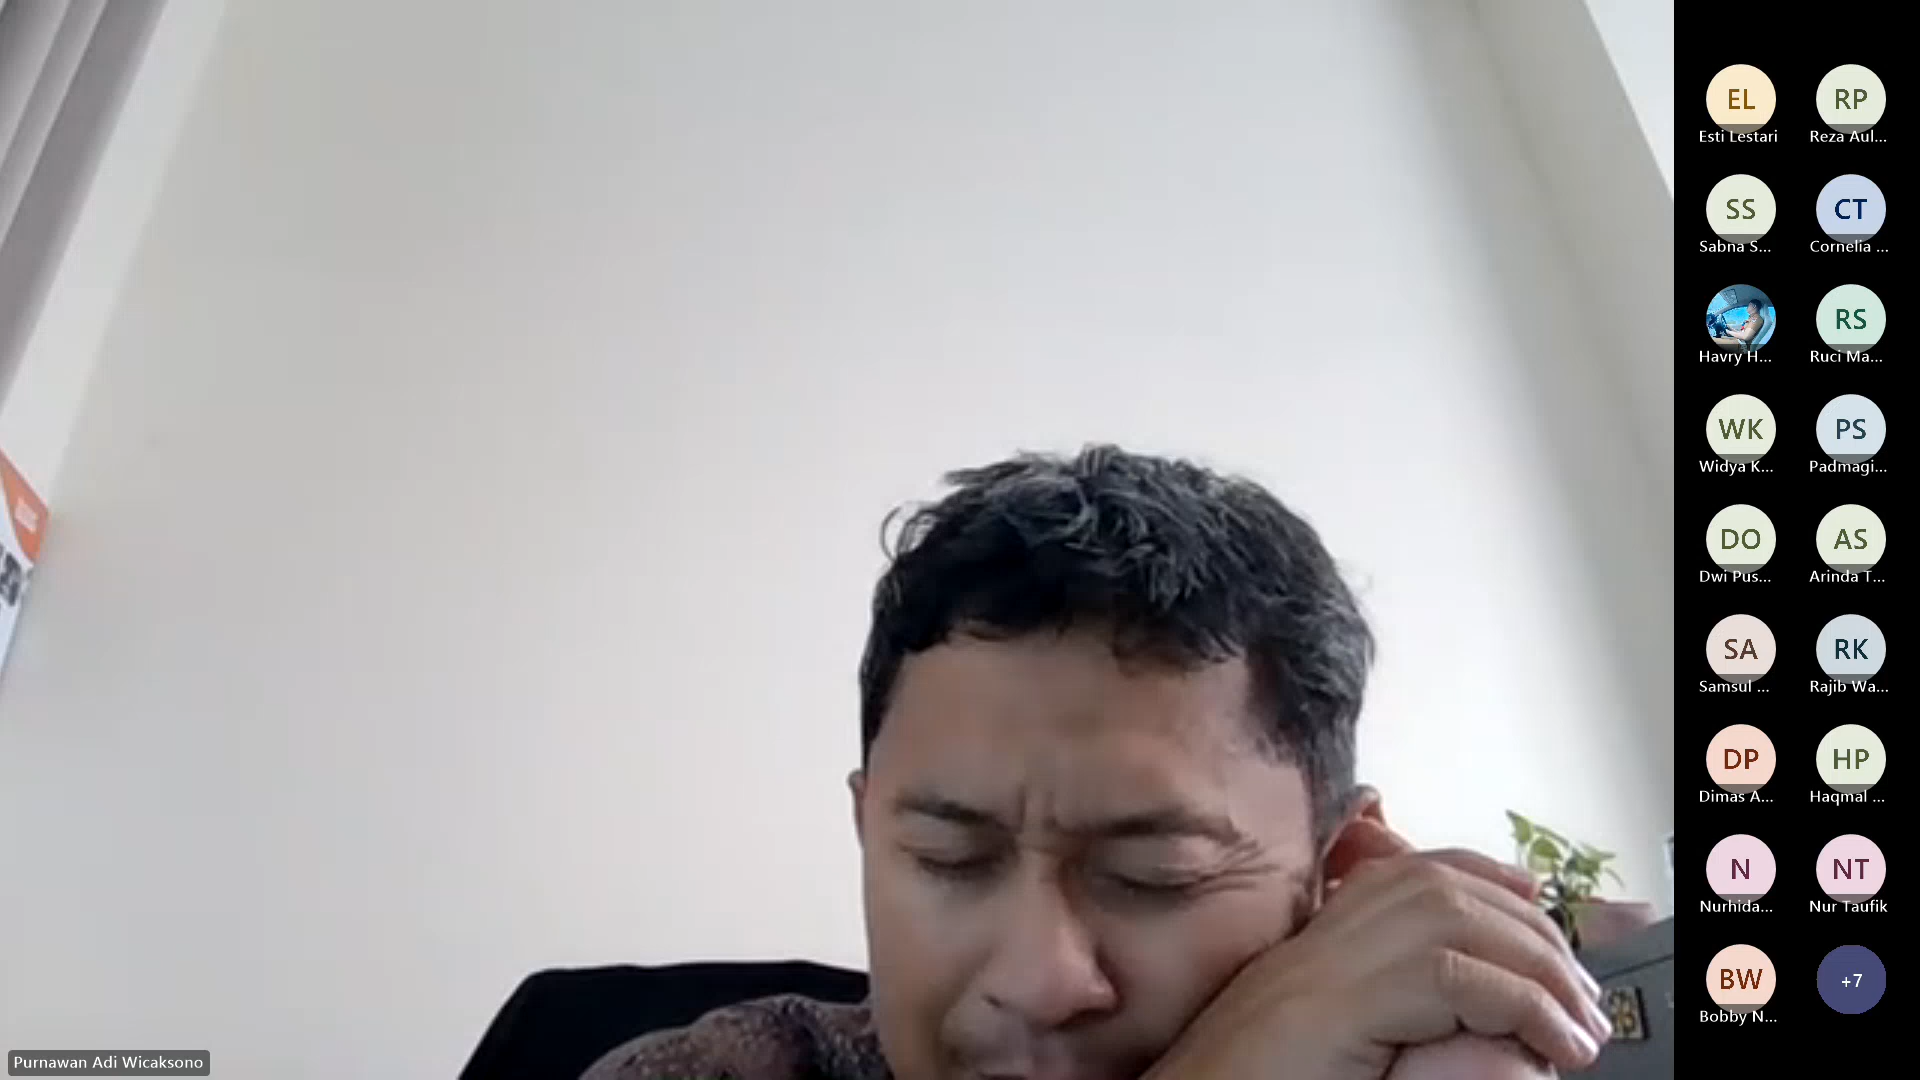 EL
Esti Lestari
RP
Reza Aul...
SS
Sabna S...
CT
Cornelia ...
Havry H...
RS
Ruci Ma...
WK
Widya K...
PS
Padmagi...
DO
Dwi Pus...
AS
Arinda T...
SA
Samsul ...
RK
Rajib Wa...
DP
Dimas A...
HP
Haqmal ...
N
Nurhida...
NT
Nur Taufik
BW
Bobby N...
+7
Purnawan Adi Wicaksono